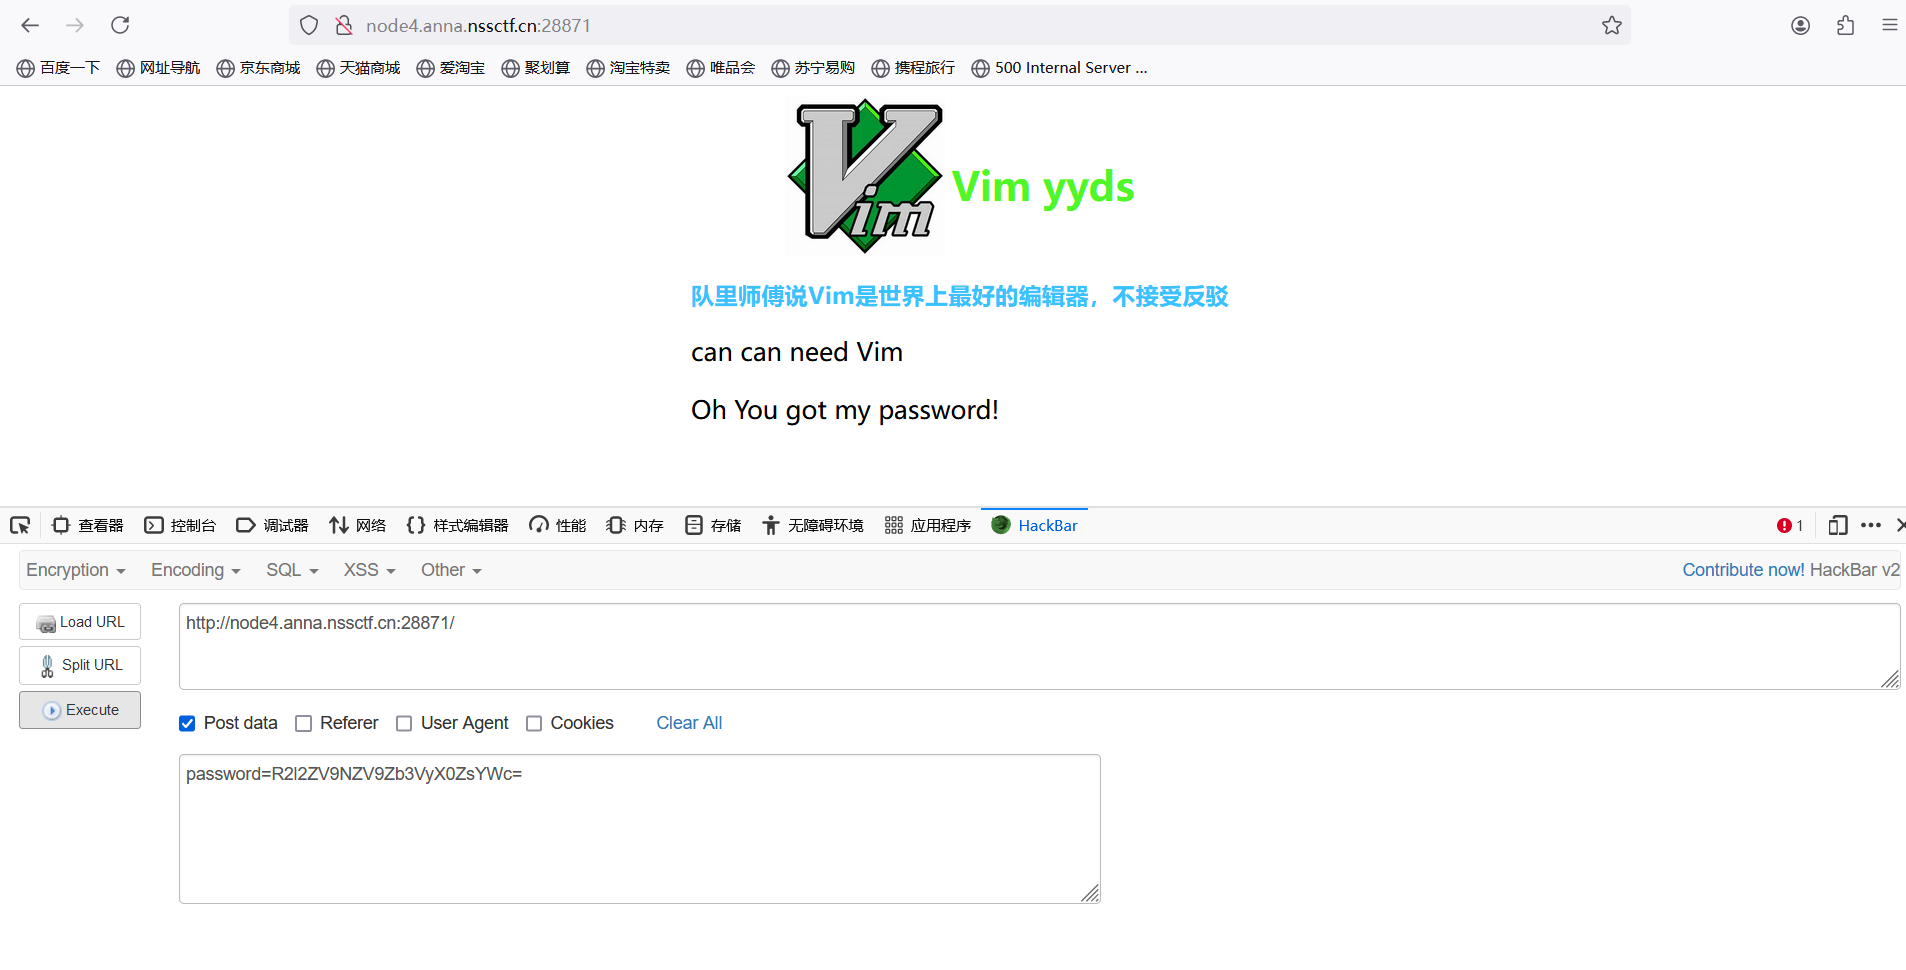 node4.anna.nssctf.cn:28871
百度一下 网址导航 京东商城 天猫商城 爱淘宝 聚划算 淘宝特卖 唯品会 苏宁易购 携程旅行 500 Internal Server ...
Vim
Vim yyds
队里师傅说Vim是世界上最好的编辑器，不接受反驳
can can need Vim
Oh You got my password!
查看器 控制台 调试器 网络 样式编辑器 性能 内存 存储 无障碍环境 应用程序 HackBar 1
Encryption Encoding SQL XSS Other Contribute now! HackBar v2
Load URL
http://node4.anna.nssctf.cn:28871/
Split URL
Execute
Post data Referer User Agent Cookies Clear All
password=R2l2ZV9NZV9Zb3VyX0ZsYWc=